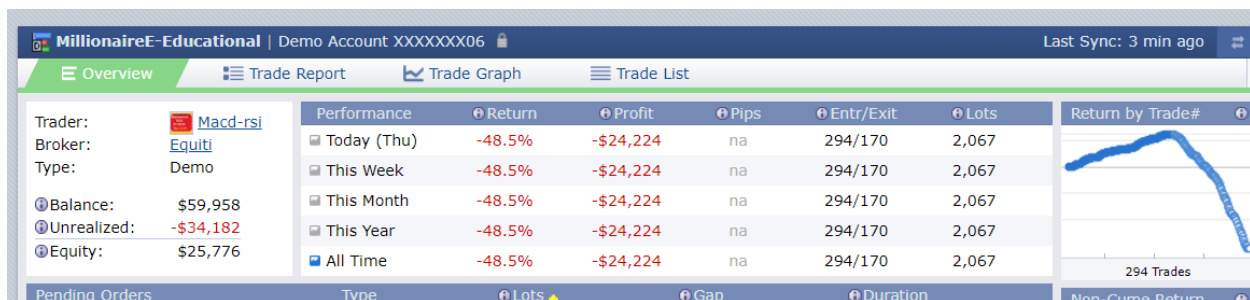 MillionaireE-Educational | Demo Account XXXXXXX06 Last Sync: 3 min ago
Overview Trade Report Trade Graph Trade List
Trader: Macd-rsi
Broker: Equiti
Type: Demo
Balance: $59,958
Unrealized: -$34,182
Equity: $25,776
Performance Return Profit Pips Entr/Exit Lots
Today (Thu) -48.5% -$24,224 na 294/170 2,067
This Week -48.5% -$24,224 na 294/170 2,067
This Month -48.5% -$24,224 na 294/170 2,067
This Year -48.5% -$24,224 na 294/170 2,067
All Time -48.5% -$24,224 na 294/170 2,067
Return by Trade#
294 Trades
Pending Orders Type Lots Gap Duration
Non-Cume Return